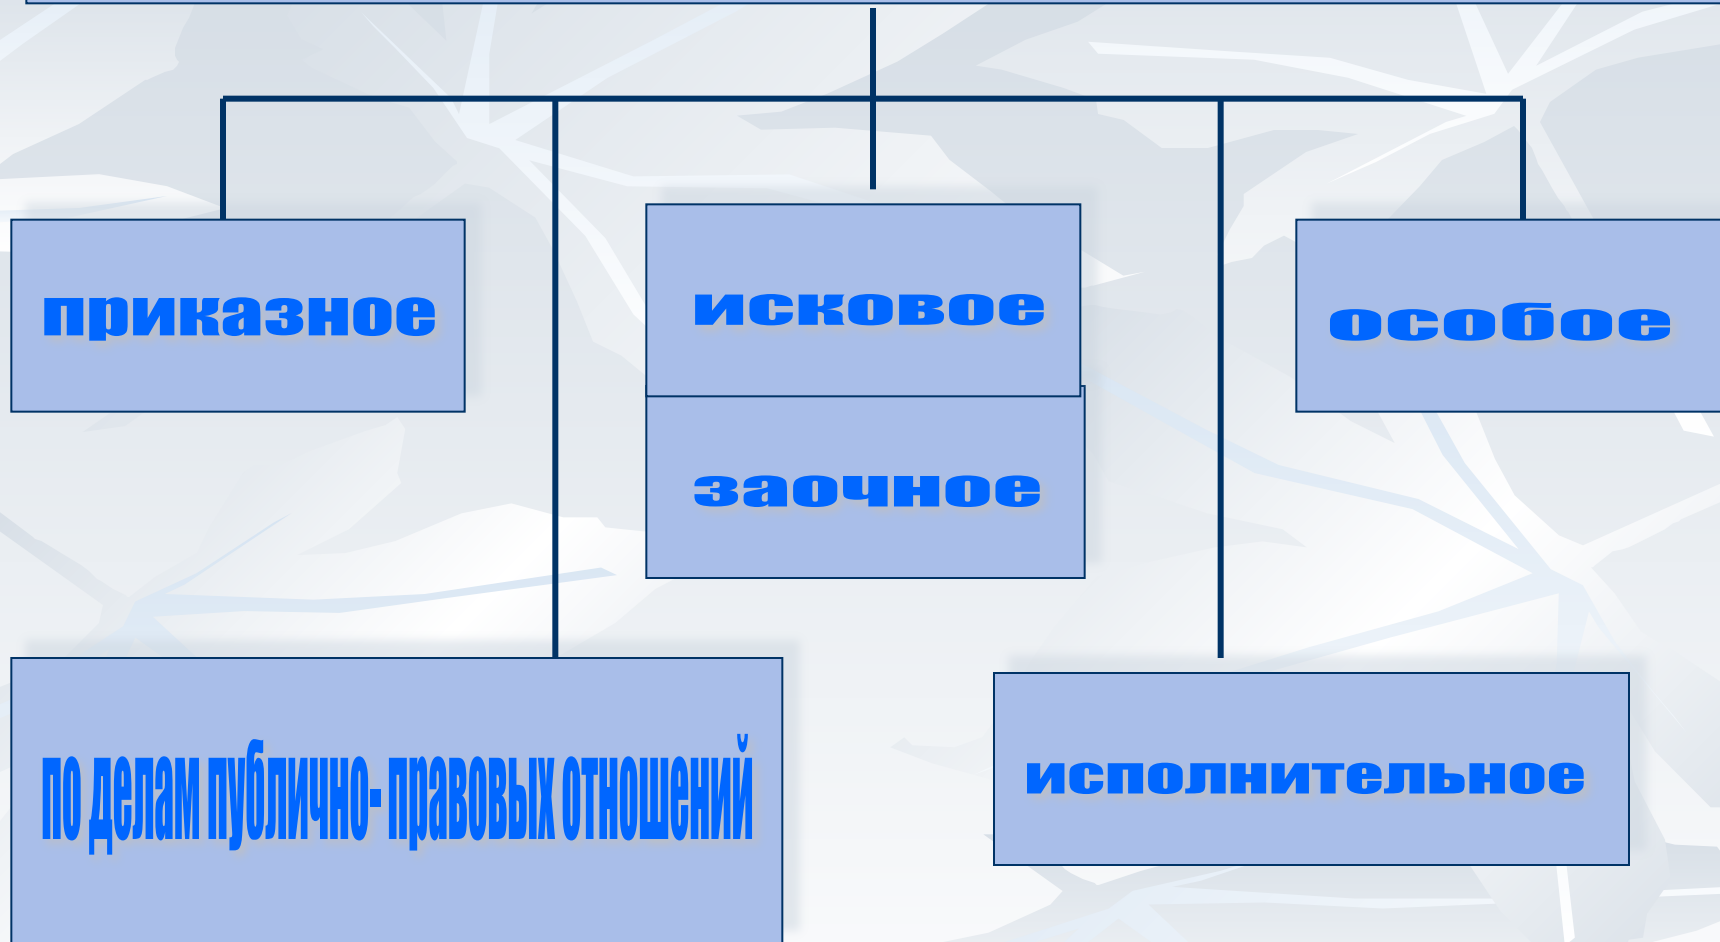 приказное
исковое
особое
заочное
по делам публично- правовых отношений
исполнительное